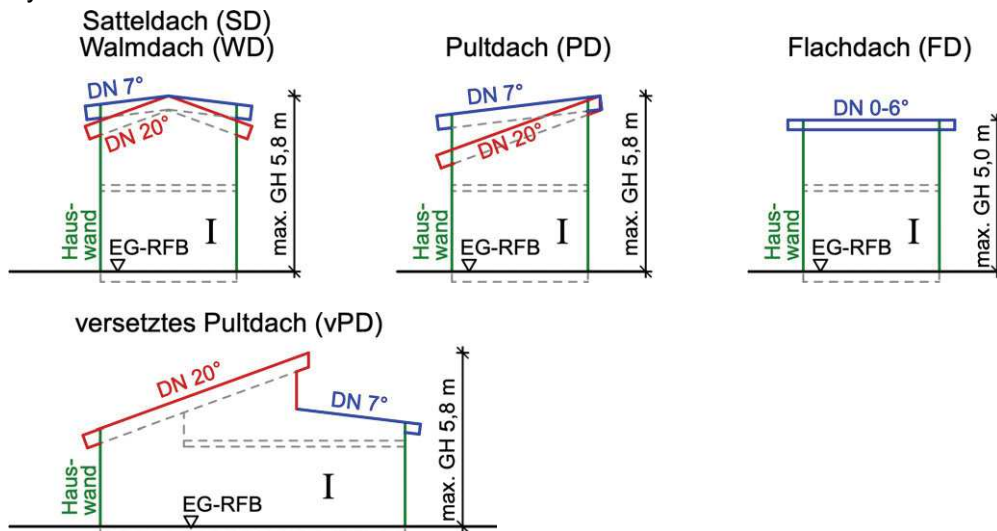 Satteldach (SD)
Walmdach (WD)
DN 7°
DN 20°
max. GH 5,8 m
Haus-
wand
EG-RFB
I
Pultdach (PD)
DN 7°
DN 20°
max. GH 5,8 m
Haus-
wand
EG-RFB
I
Flachdach (FD)
DN 0-6°
max. GH 5,0 m
Haus-
wand
EG-RFB
I
versetztes Pultdach (vPD)
DN 20°
DN 7°
max. GH 5,8 m
Haus-
wand
EG-RFB
I